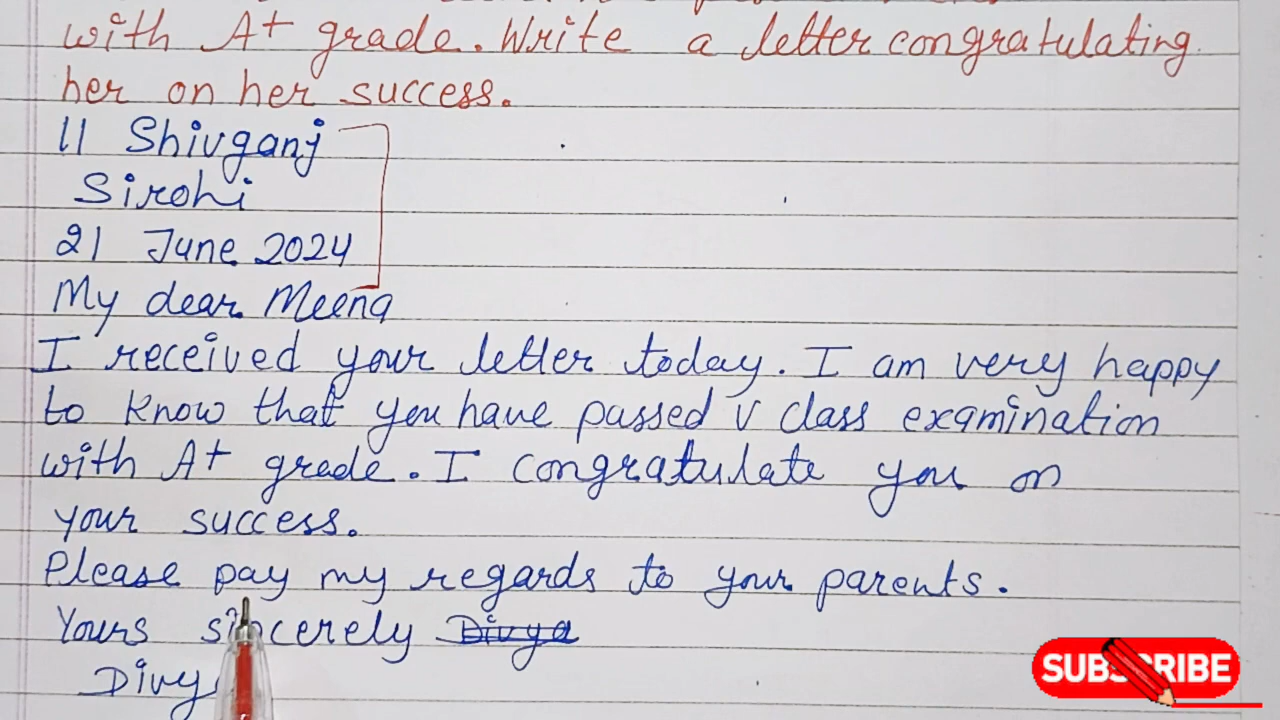 with A+ grade. Write a letter congratulating
her on her success.
11 Shivganj
Sirohi
21 June 2024
My dear Meena
I received your letter today. I am very happy
to know that you have passed V class examination
with A+ grade. I congratulate you on
your success.
Please pay my regards to your parents.
Yours sincerely Divya
SUBSCRIBE